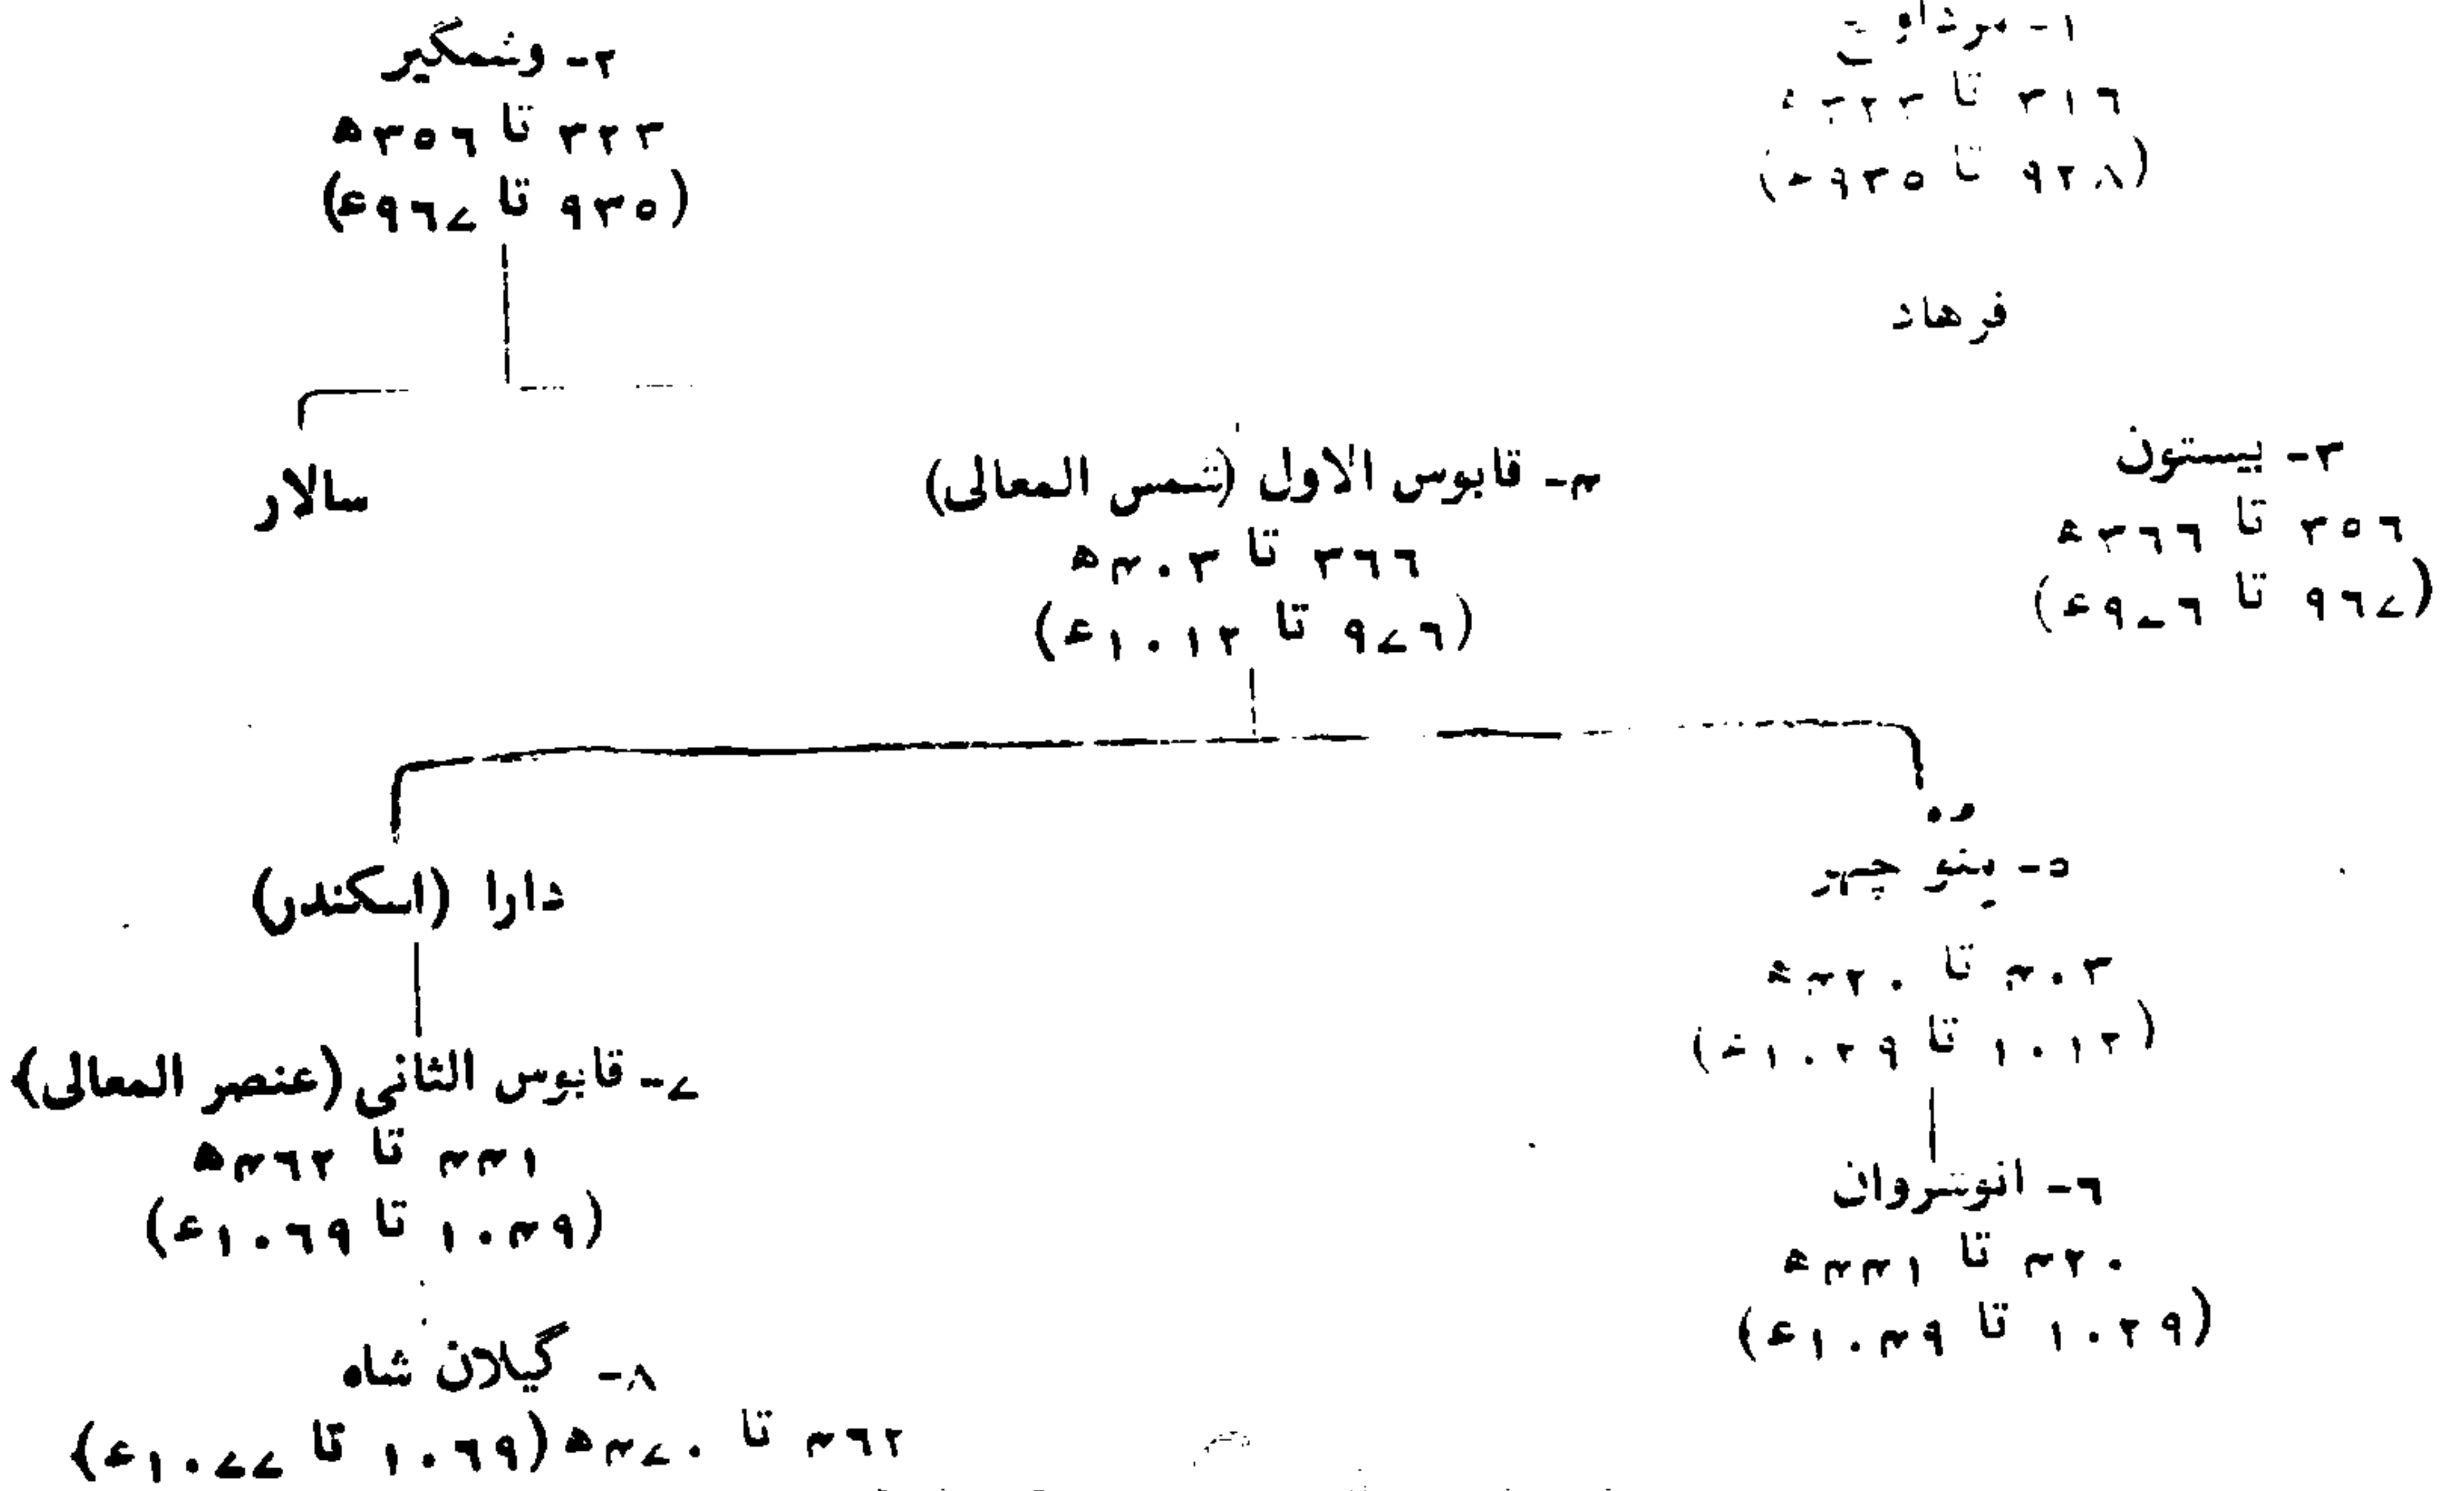 ۱- مرداویج
۳۱۶ تا ۳۲۳ھ
(۹۲۸ تا ۹۳۵ء)
۲- وشمگیر
۳۲۳ تا ۳۵۶ھ
(۹۳۵ تا ۹۶۷ء)
فرهاد
۳- بیستون
۳۵۶ تا ۳۶۶ھ
(۹۶۷ تا ۹۷۶ء)
۴- قابوس الاول (شمس المعالی)
۳۶۶ تا ۴۰۳ھ
(۹۷۶ تا ۱۰۱۲ء)
سالار
۵- منو چہر
۴۰۳ تا ۴۲۰ھ
(۱۰۱۲ تا ۱۰۲۹ء)
دارا (اسکندر)
۶- انوشروان
۴۲۰ تا ۴۴۱ھ
(۱۰۲۹ تا ۱۰۴۹ء)
۷- قابوس الثانی (عنصر المعالی)
۴۴۱ تا ۴۶۲ھ
(۱۰۴۹ تا ۱۰۶۹ء)
۸- گیلان شاه
۴۶۲ تا ۴۷۰ھ (۱۰۶۹ تا ۱۰۷۷ء)